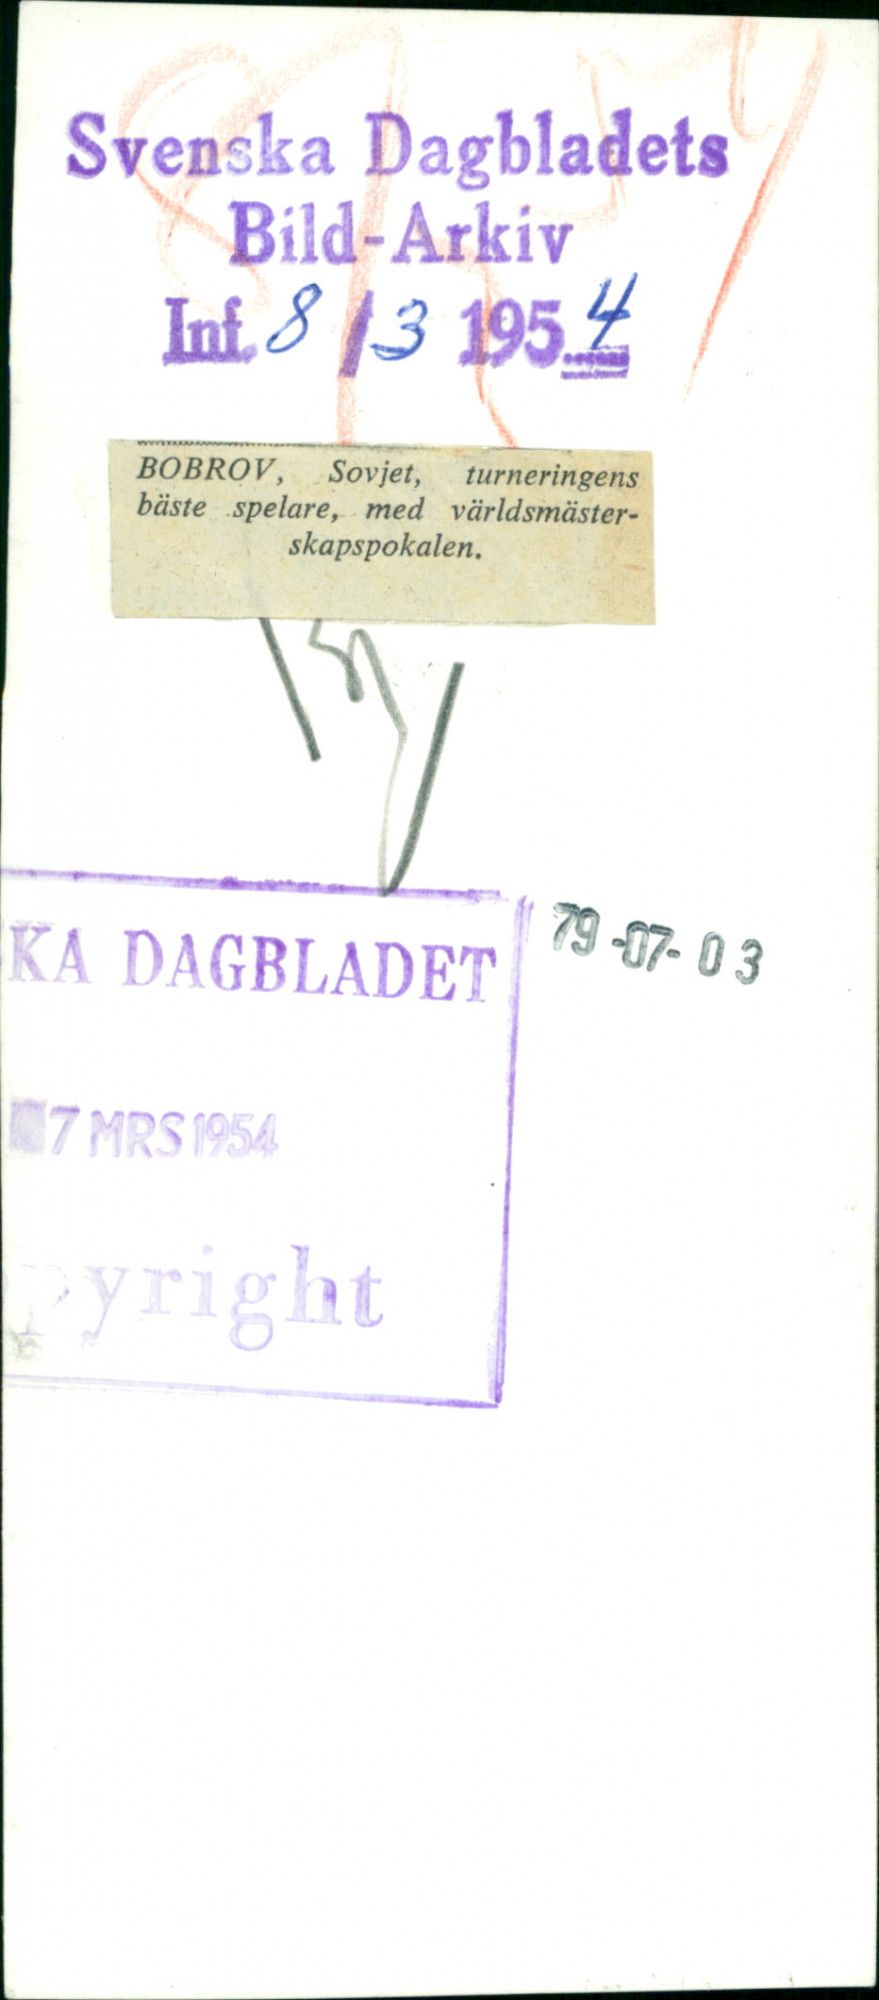 Svenska Dagbladets
Bild-Arkiv
Inf. 8/3 1954
BOBROV, Sovjet, turneringens
bäste spelare, med världsmäster-
skapspokalen.
KA DAGBLADET
79-07-03
7 MRS 1954
pyright